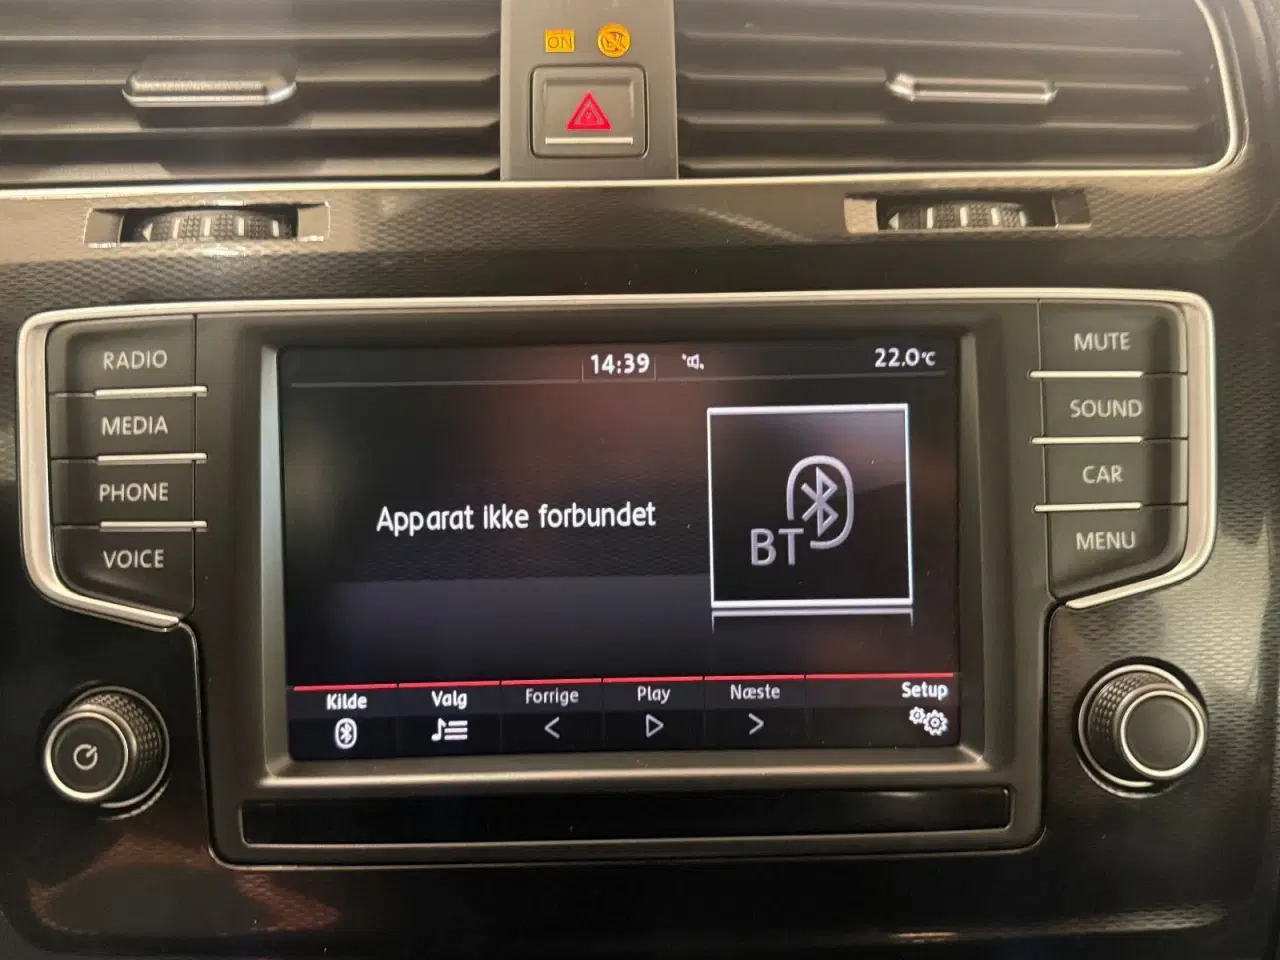 ON
RADIO
MEDIA
PHONE
VOICE
14:39
22.0°C
Apparat ikke forbundet
BT
Kilde
Valg
Forrige
Play
Næste
Setup
MUTE
SOUND
CAR
MENU